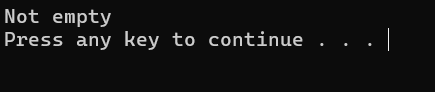 Not empty
Press any key to continue . . .